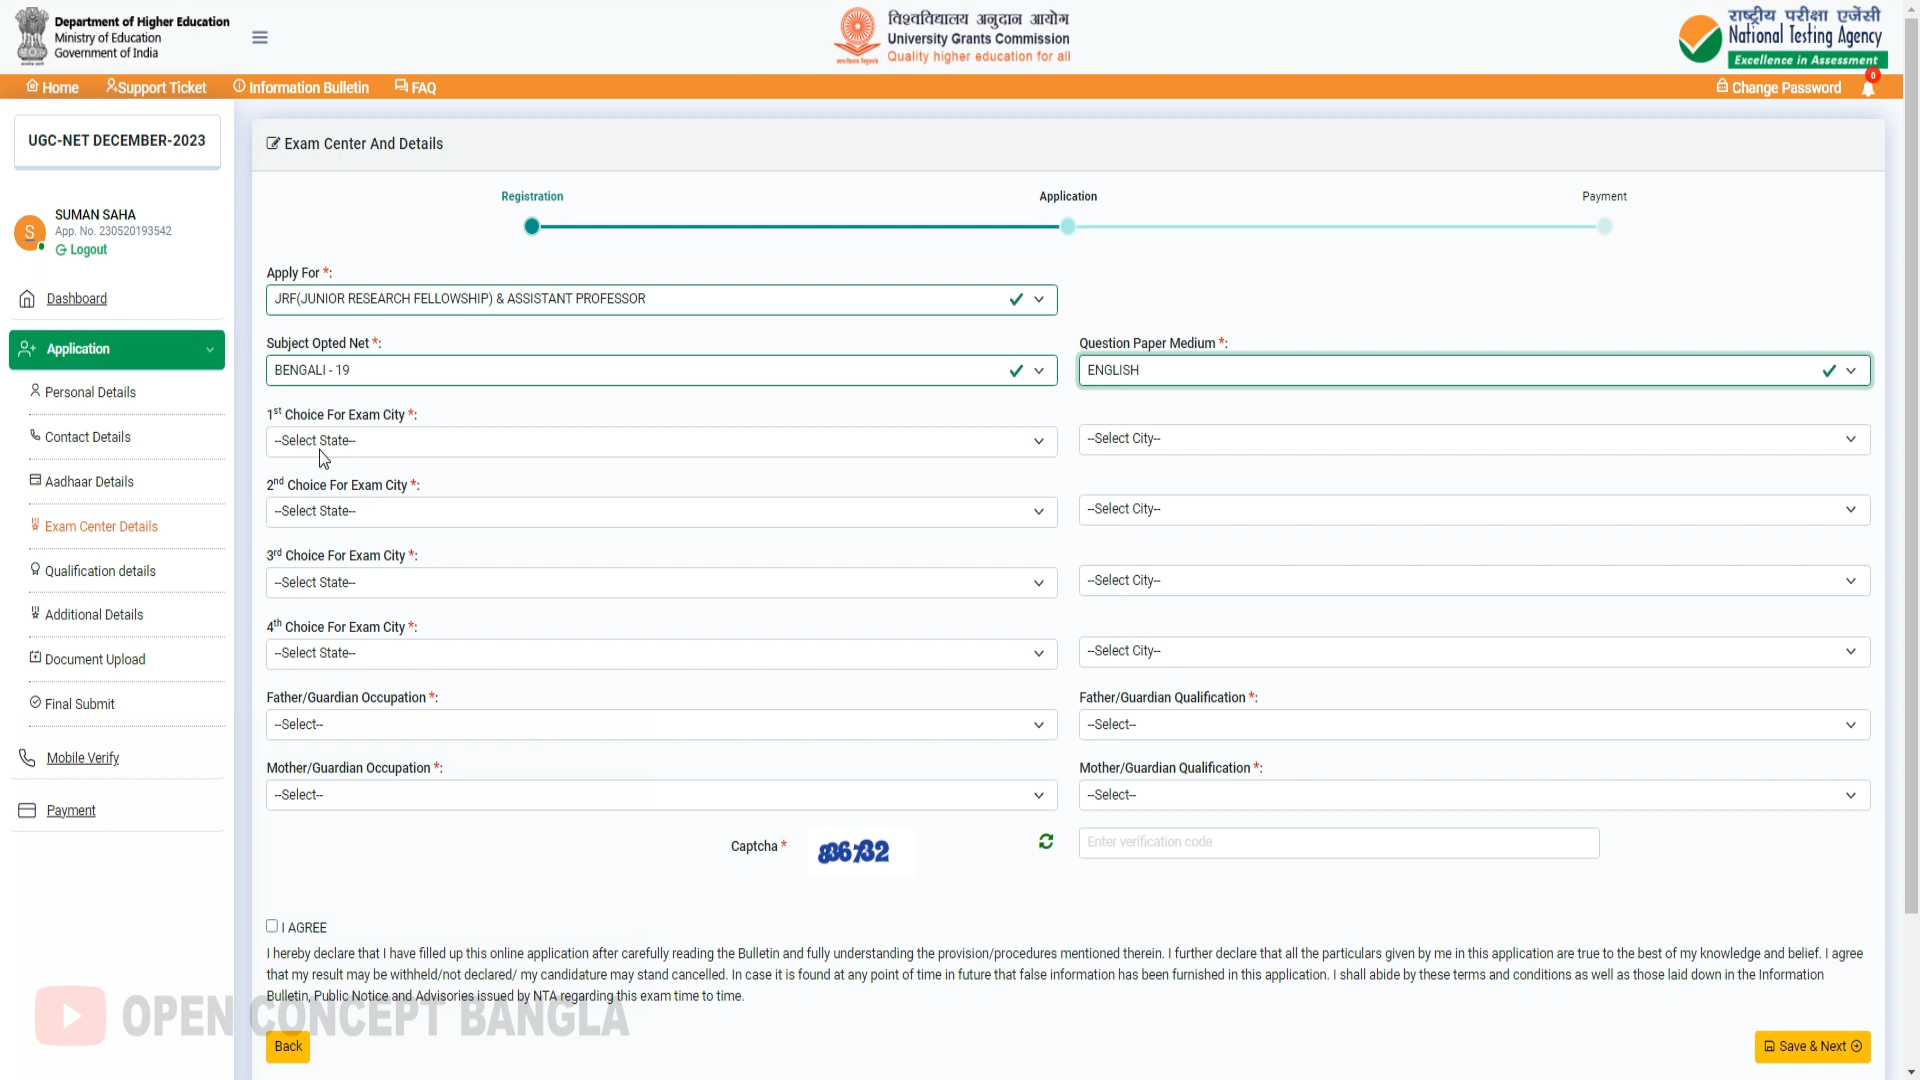 Department of Higher Education
Ministry of Education
Government of India
विश्वविद्यालय अनुदान आयोग
University Grants Commission
Quality higher education for all
राष्ट्रीय परीक्षा एजेंसी
National Testing Agency
Excellence in Assessment
Home
Support Ticket
Information Bulletin
FAQ
Change Password
0
UGC-NET DECEMBER-2023
S
SUMAN SAHA
App. No. 230520193542
Logout
Dashboard
Application
Personal Details
Contact Details
Aadhaar Details
Exam Center Details
Qualification details
Additional Details
Document Upload
Final Submit
Mobile Verify
Payment
Exam Center And Details
Registration
Application
Payment
Apply For *:
JRF(JUNIOR RESEARCH FELLOWSHIP) & ASSISTANT PROFESSOR
Subject Opted Net *:
BENGALI - 19
Question Paper Medium *:
ENGLISH
1st Choice For Exam City *:
--Select State--
--Select City--
2nd Choice For Exam City *:
--Select State--
--Select City--
3rd Choice For Exam City *:
--Select State--
--Select City--
4th Choice For Exam City *:
--Select State--
--Select City--
Father/Guardian Occupation *:
--Select--
Father/Guardian Qualification *:
--Select--
Mother/Guardian Occupation *:
--Select--
Mother/Guardian Qualification *:
--Select--
Captcha *
836732
Enter verification code
I AGREE
I hereby declare that I have filled up this online application after carefully reading the Bulletin and fully understanding the provision/procedures mentioned therein. I further declare that all the particulars given by me in this application are true to the best of my knowledge and belief. I agree
that my result may be withheld/not declared/ my candidature may stand cancelled. In case it is found at any point of time in future that false information has been furnished in this application. I shall abide by these terms and conditions as well as those laid down in the Information
Bulletin, Public Notice and Advisories issued by NTA regarding this exam time to time.
OPEN CONCEPT BANGLA
Back
Save & Next